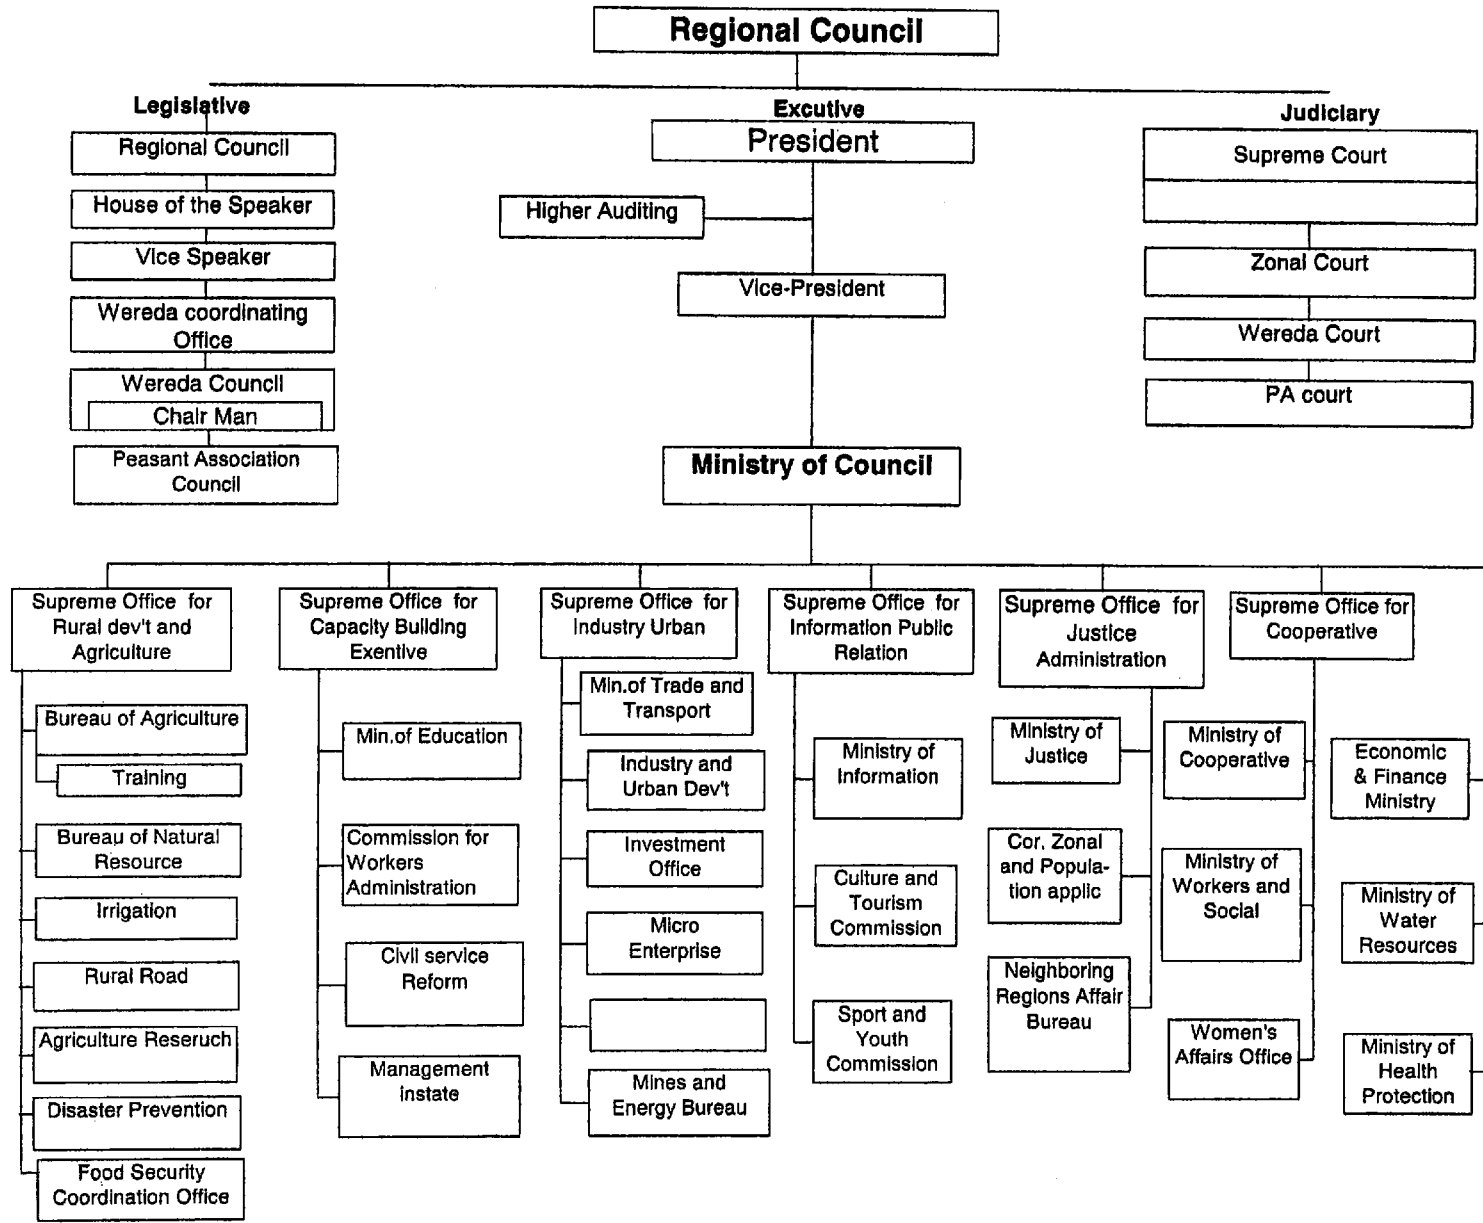 Regional Council
Legislative
Regional Council
House of the Speaker
Vice Speaker
Wereda coordinating
Office
Wereda Council
Chair Man
Peasant Association
Council
Excutive
President
Higher Auditing
Vice-President
Ministry of Council
Judiciary
Supreme Court
Zonal Court
Wereda Court
PA court
Supreme Office for
Rural dev't and
Agriculture
Bureau of Agriculture
Training
Bureau of Natural
Resource
Irrigation
Rural Road
Agriculture Reseruch
Disaster Prevention
Food Security
Coordination Office
Supreme Office for
Capacity Building
Exentive
Min.of Education
Commission for
Workers
Administration
Civil service
Reform
Management
instate
Supreme Office for
Industry Urban
Min.of Trade and
Transport
Industry and
Urban Dev't
Investment
Office
Micro
Enterprise
Mines and
Energy Bureau
Supreme Office for
Information Public
Relation
Ministry of
Information
Culture and
Tourism
Commission
Sport and
Youth
Commission
Supreme Office for
Justice
Administration
Ministry of
Justice
Cor. Zonal
and Popula-
tion applic
Neighboring
Regions Affair
Bureau
Supreme Office for
Cooperative
Ministry of
Cooperative
Ministry of
Workers and
Social
Women's
Affairs Office
Economic
& Finance
Ministry
Ministry of
Water
Resources
Ministry of
Health
Protection